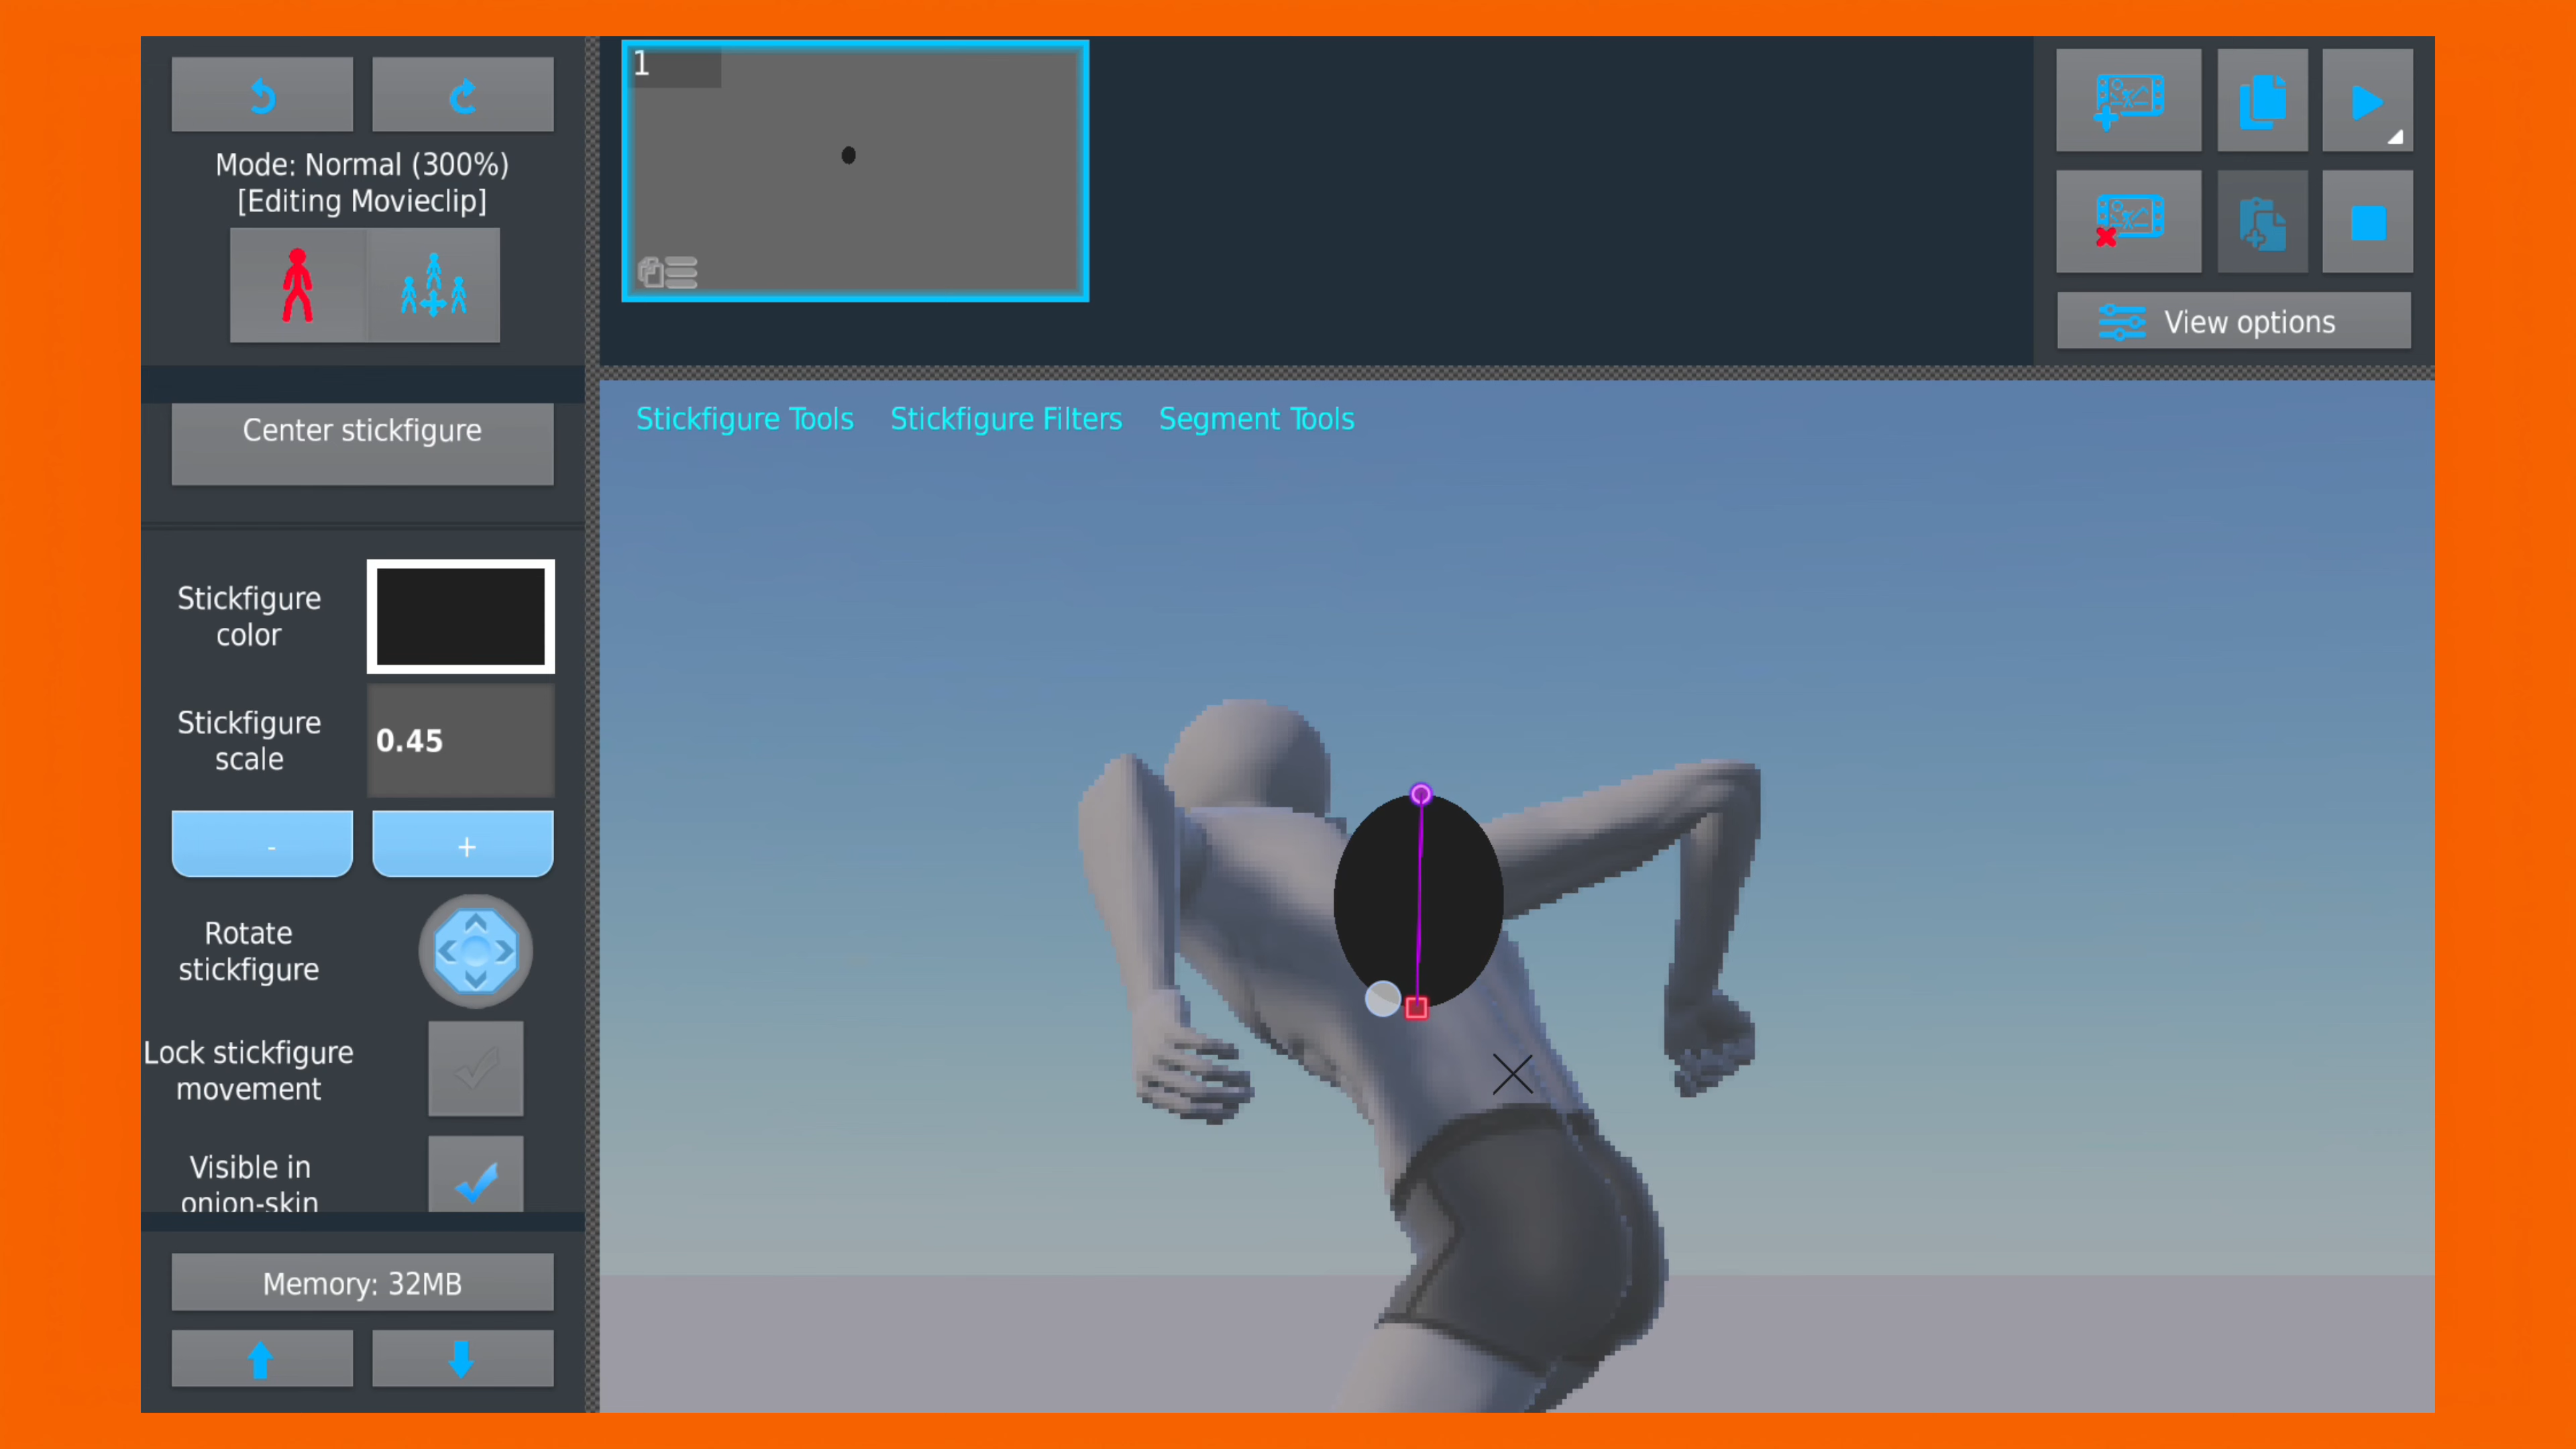 Mode: Normal (300%)
[Editing Movieclip]
Center stickfigure
Stickfigure
color
Stickfigure
scale
0.45
-
+
Rotate
stickfigure
Lock stickfigure
movement
Visible in
onion-skin
Memory: 32MB
1
View options
Stickfigure Tools
Stickfigure Filters
Segment Tools